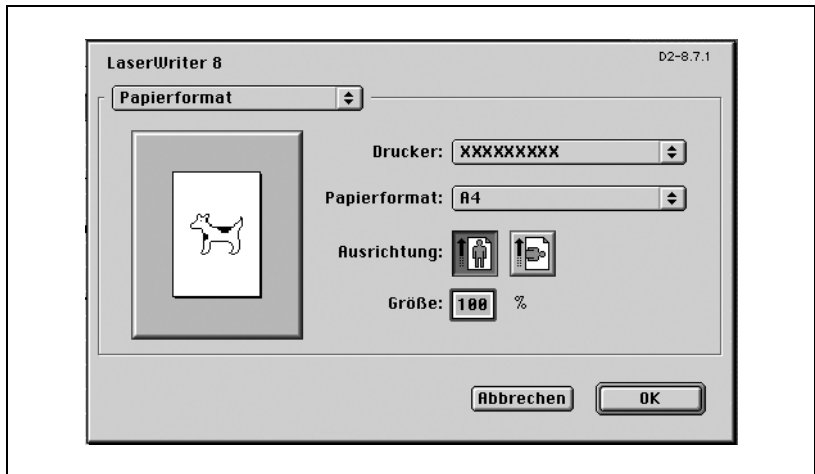 LaserWriter 8 D2-8.7.1
Papierformat
Drucker: XXXXXXXXX
Papierformat: A4
Ausrichtung:
Größe: 100 %
Abbrechen OK